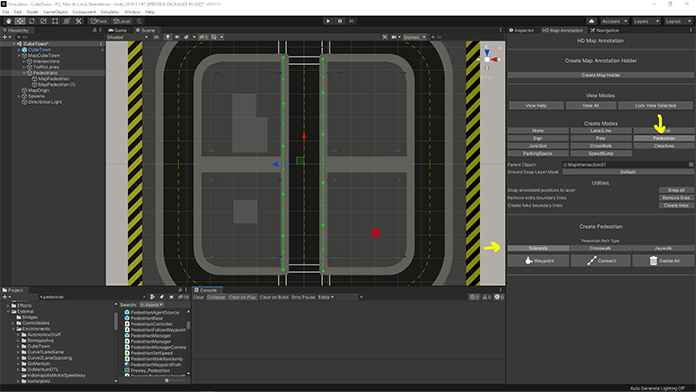 Simulator - CubeTown - PC, Mac & Linux Standalone - Unity 2019.3.15f1 [PREVIEW PACKAGES IN USE] <DX11>
File Edit Assets GameObject Component Simulator Window Help
Pivot Local Account Layers Layout
Hierarchy
All
CubeTown*
CubeTown
MapCubeTown
Intersections
TrafficLanes
Pedestrians
MapPedestrian
MapPedestrian (1)
MapOrigin
Spawns
Directional Light
Game Scene
Shaded 2D Gizmos All
Inspector HD Map Annotation Navigation
HD Map Annotation
Create Map Annotation Holder
Create Map Holder
View Modes
View Help View All Lock View Selected
Create Modes
None Lane/Line
Sign Pole Pedestrian
Junction CrossWalk ClearArea
ParkingSpace SpeedBump
Parent Object MapIntersection01
Ground Snap Layer Mask Default
Utilities
Snap annotated positions to layer Snap all
Remove extra boundary lines Remove lines
Create fake boundary lines Create lines
Create Pedestrian
Pedestrian Path Type
Sidewalk Crosswalk Jaywalk
Waypoint Connect Delete All
Project
pedestrian
Effects
External
Bridges
Controllables
Environments
AutonomouStuff
BorregasAve
CubeTown
Curve1LaneGame
Curve2LaneOpposing
GoMentum
GoMentumDTL
IndianapolisMotorSpeedway
Search: In Assets
PedestrianAgentSource
PedestrianBase
PedestrianController
PedestrianFollowWaypoint
PedestrianManager
PedestrianManager
PedestrianManagerComma
PedestrianSetSpeed
PedestrianWalkRandomly
PedestrianWaypointPath
Presley_Pedestrian
Console
Clear Collapse Clear on Play Clear on Build Error Pause Editor
Auto Generate Lighting Off